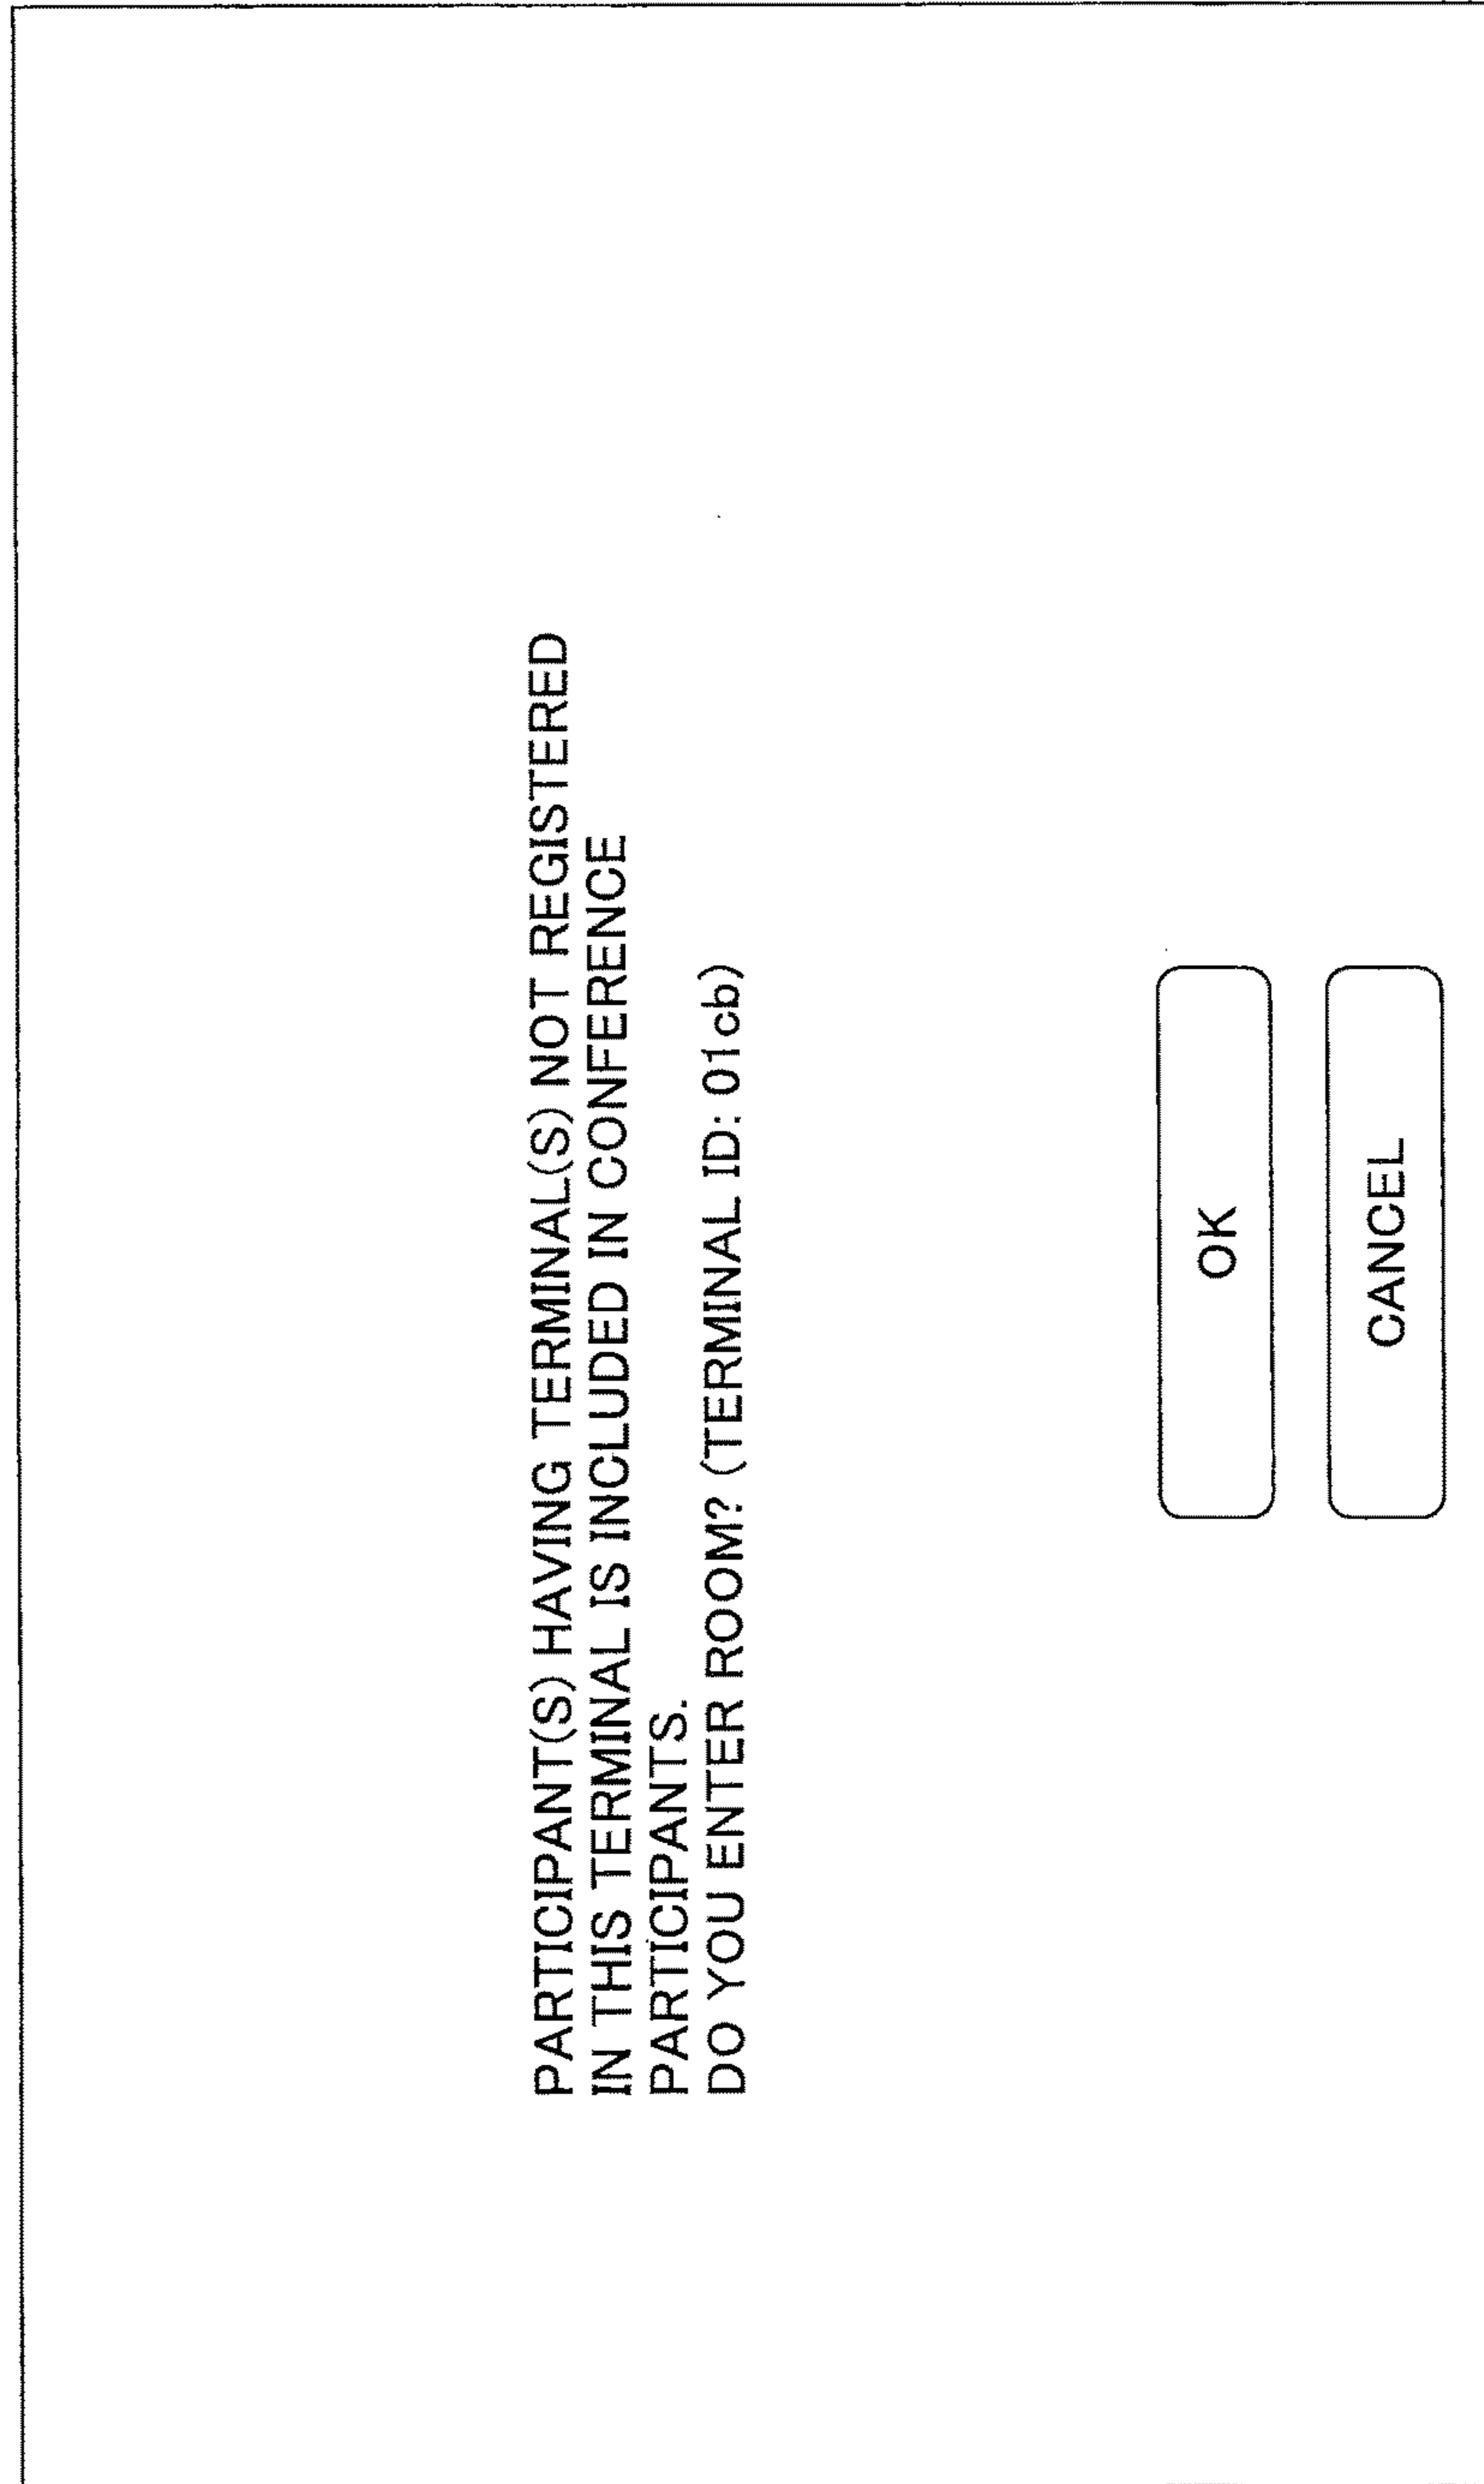 PARTICIPANT(S) HAVING TERMINAL(S) NOT REGISTERED
IN THIS TERMINAL IS INCLUDED IN CONFERENCE
PARTICIPANTS.
DO YOU ENTER ROOM? (TERMINAL ID: 01cb)
OK
CANCEL